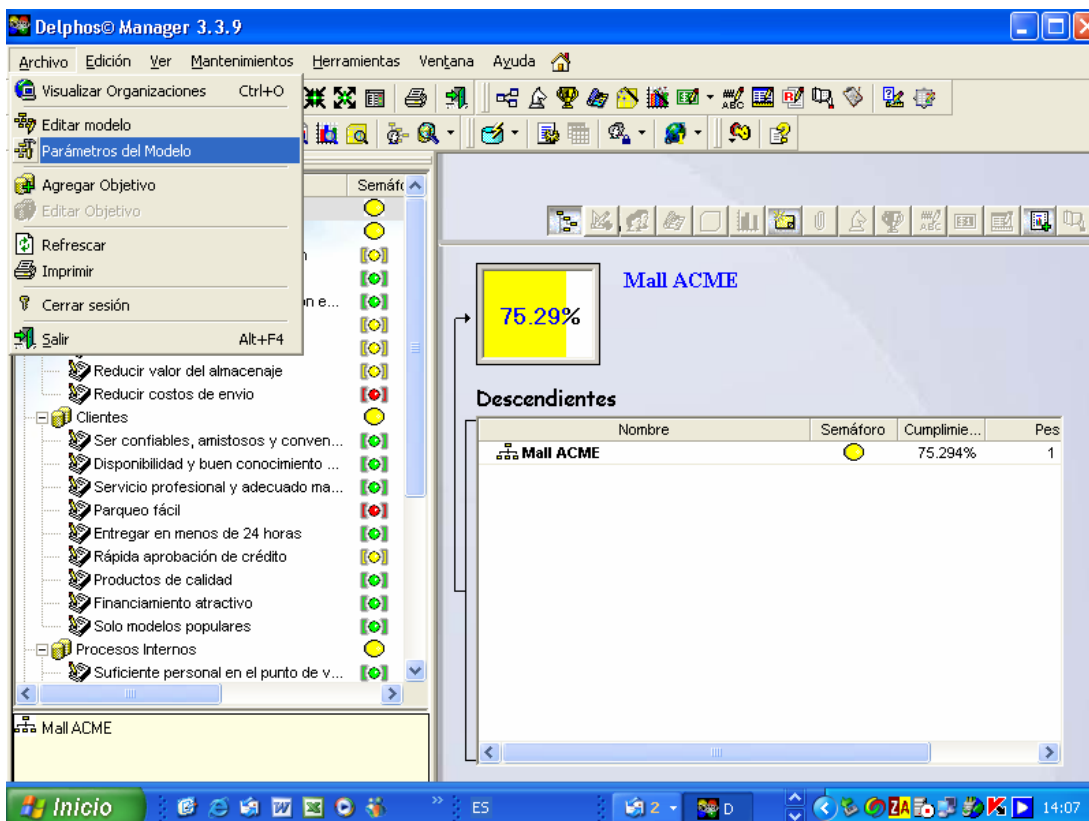 Delphos© Manager 3.3.9
Archivo Edición Ver Mantenimientos Herramientas Ventana Ayuda
Visualizar Organizaciones Ctrl+O
Editar modelo
Parámetros del Modelo
Agregar Objetivo
Editar Objetivo
Refrescar
Imprimir
Cerrar sesión
Salir Alt+F4
Semáfo
n e...
Reducir valor del almacenaje
Reducir costos de envio
Clientes
Ser confiables, amistosos y conven...
Disponibilidad y buen conocimiento ...
Servicio profesional y adecuado ma...
Parqueo fácil
Entregar en menos de 24 horas
Rápida aprobación de crédito
Productos de calidad
Financiamiento atractivo
Solo modelos populares
Procesos Internos
Suficiente personal en el punto de v...
Mall ACME
75.29%
Mall ACME
Descendientes
Nombre Semáforo Cumplimie... Pes
Mall ACME 75.294% 1
Inicio ES 2 D 14:07